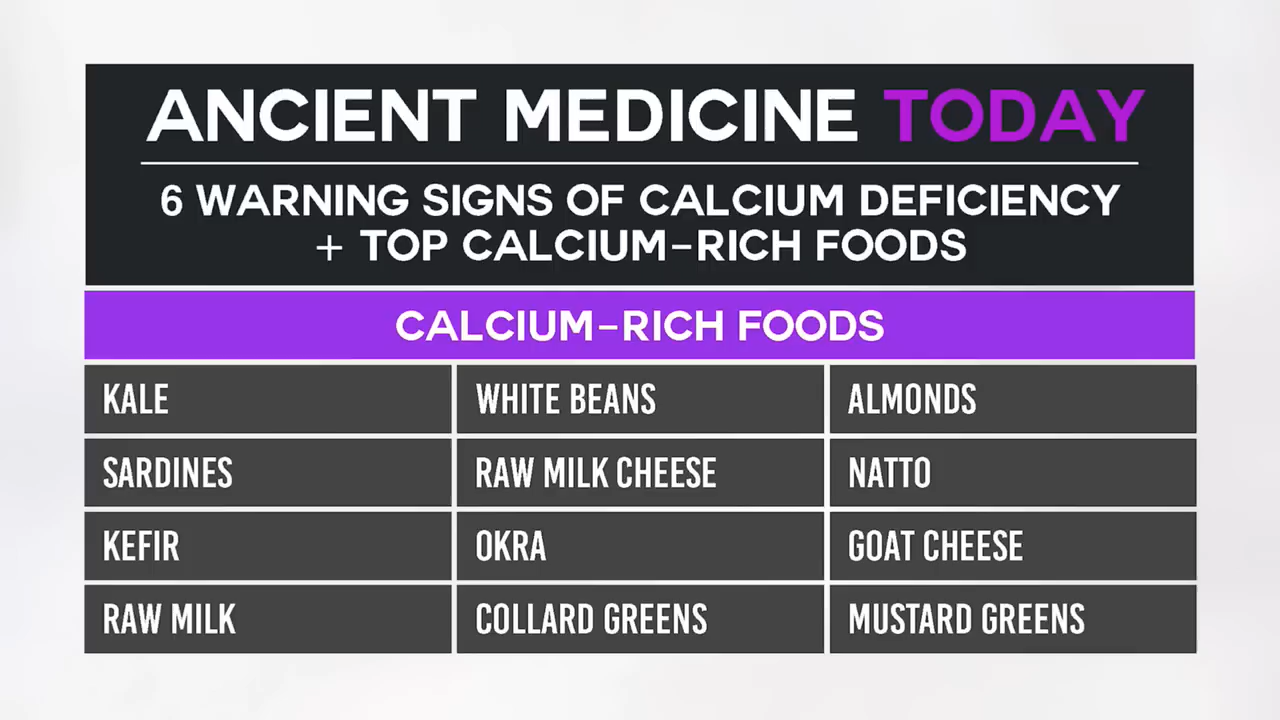 ANCIENT MEDICINE TODAY
6 WARNING SIGNS OF CALCIUM DEFICIENCY
+ TOP CALCIUM-RICH FOODS
CALCIUM-RICH FOODS
KALE WHITE BEANS ALMONDS
SARDINES RAW MILK CHEESE NATTO
KEFIR OKRA GOAT CHEESE
RAW MILK COLLARD GREENS MUSTARD GREENS